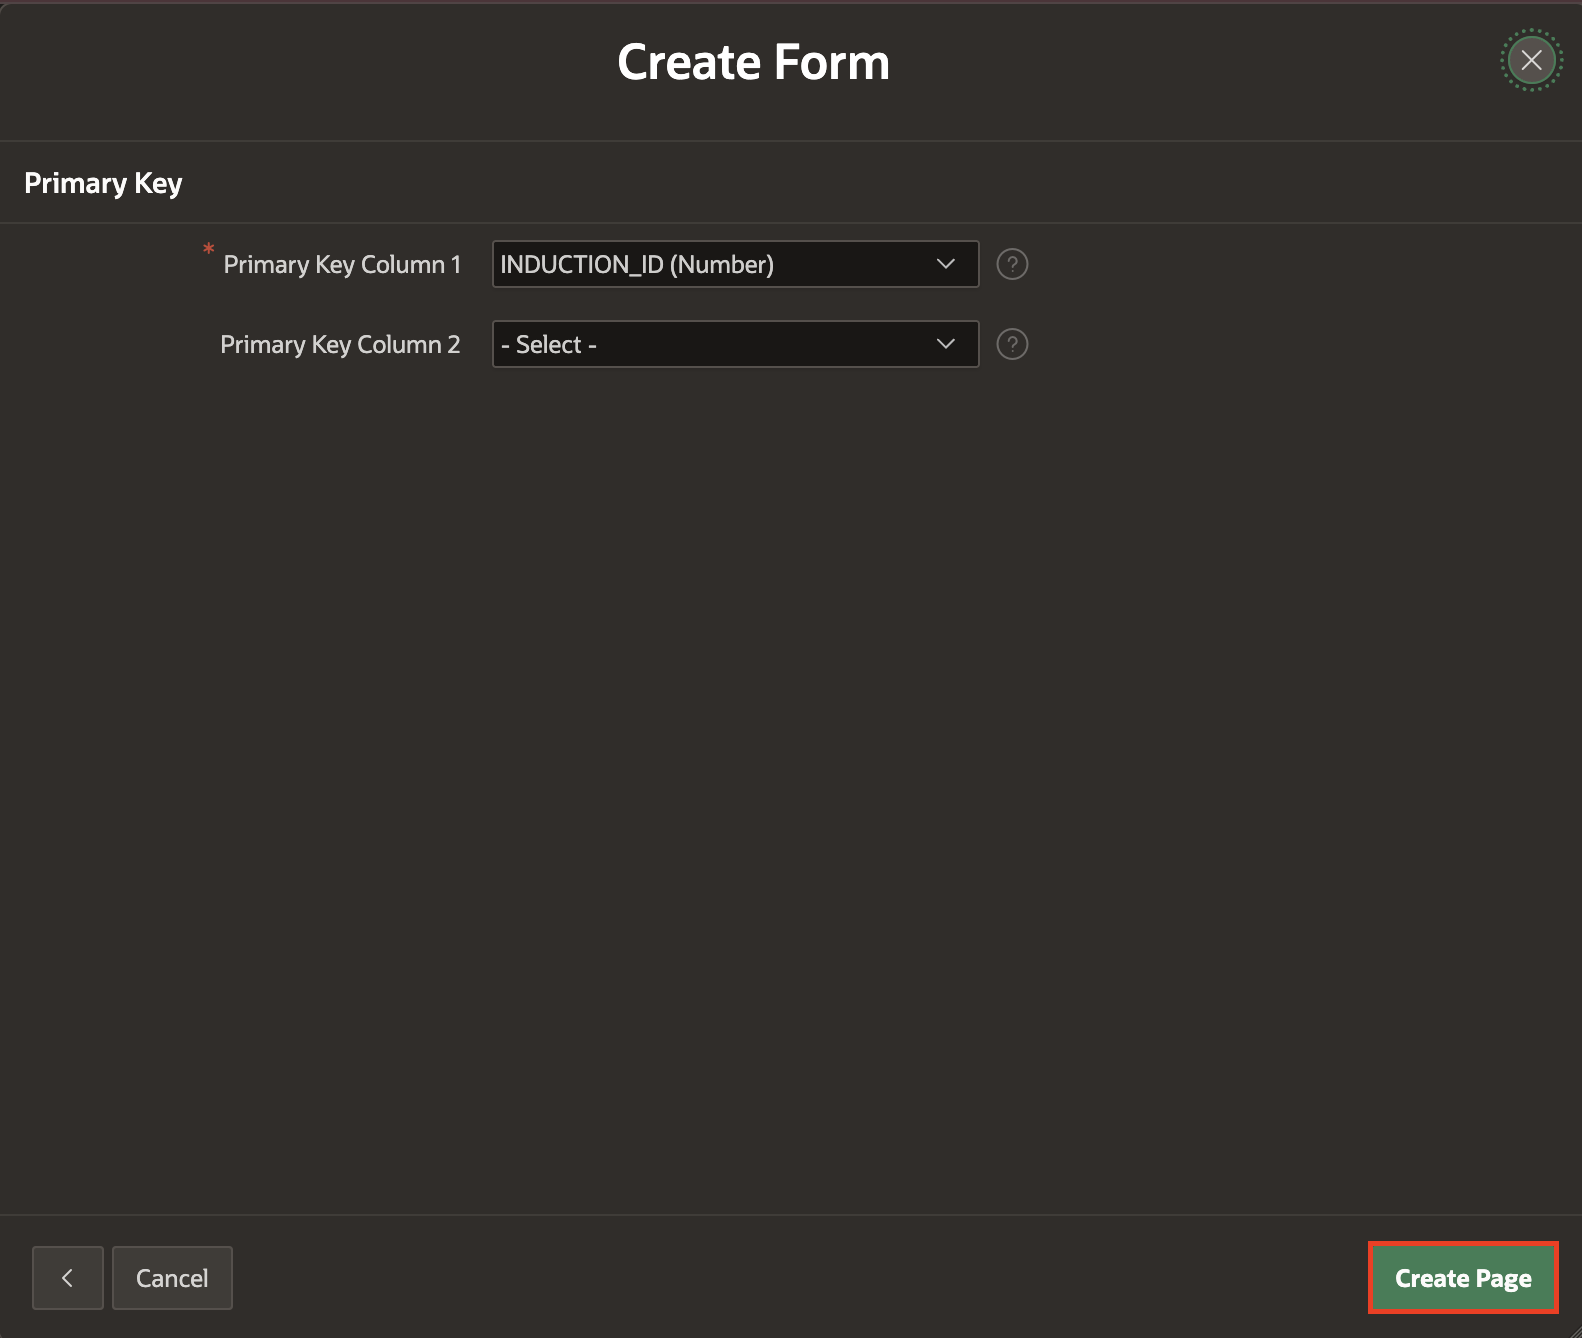 Create Form
Primary Key
* Primary Key Column 1 INDUCTION_ID (Number) ?
Primary Key Column 2 - Select - ?
Cancel Create Page